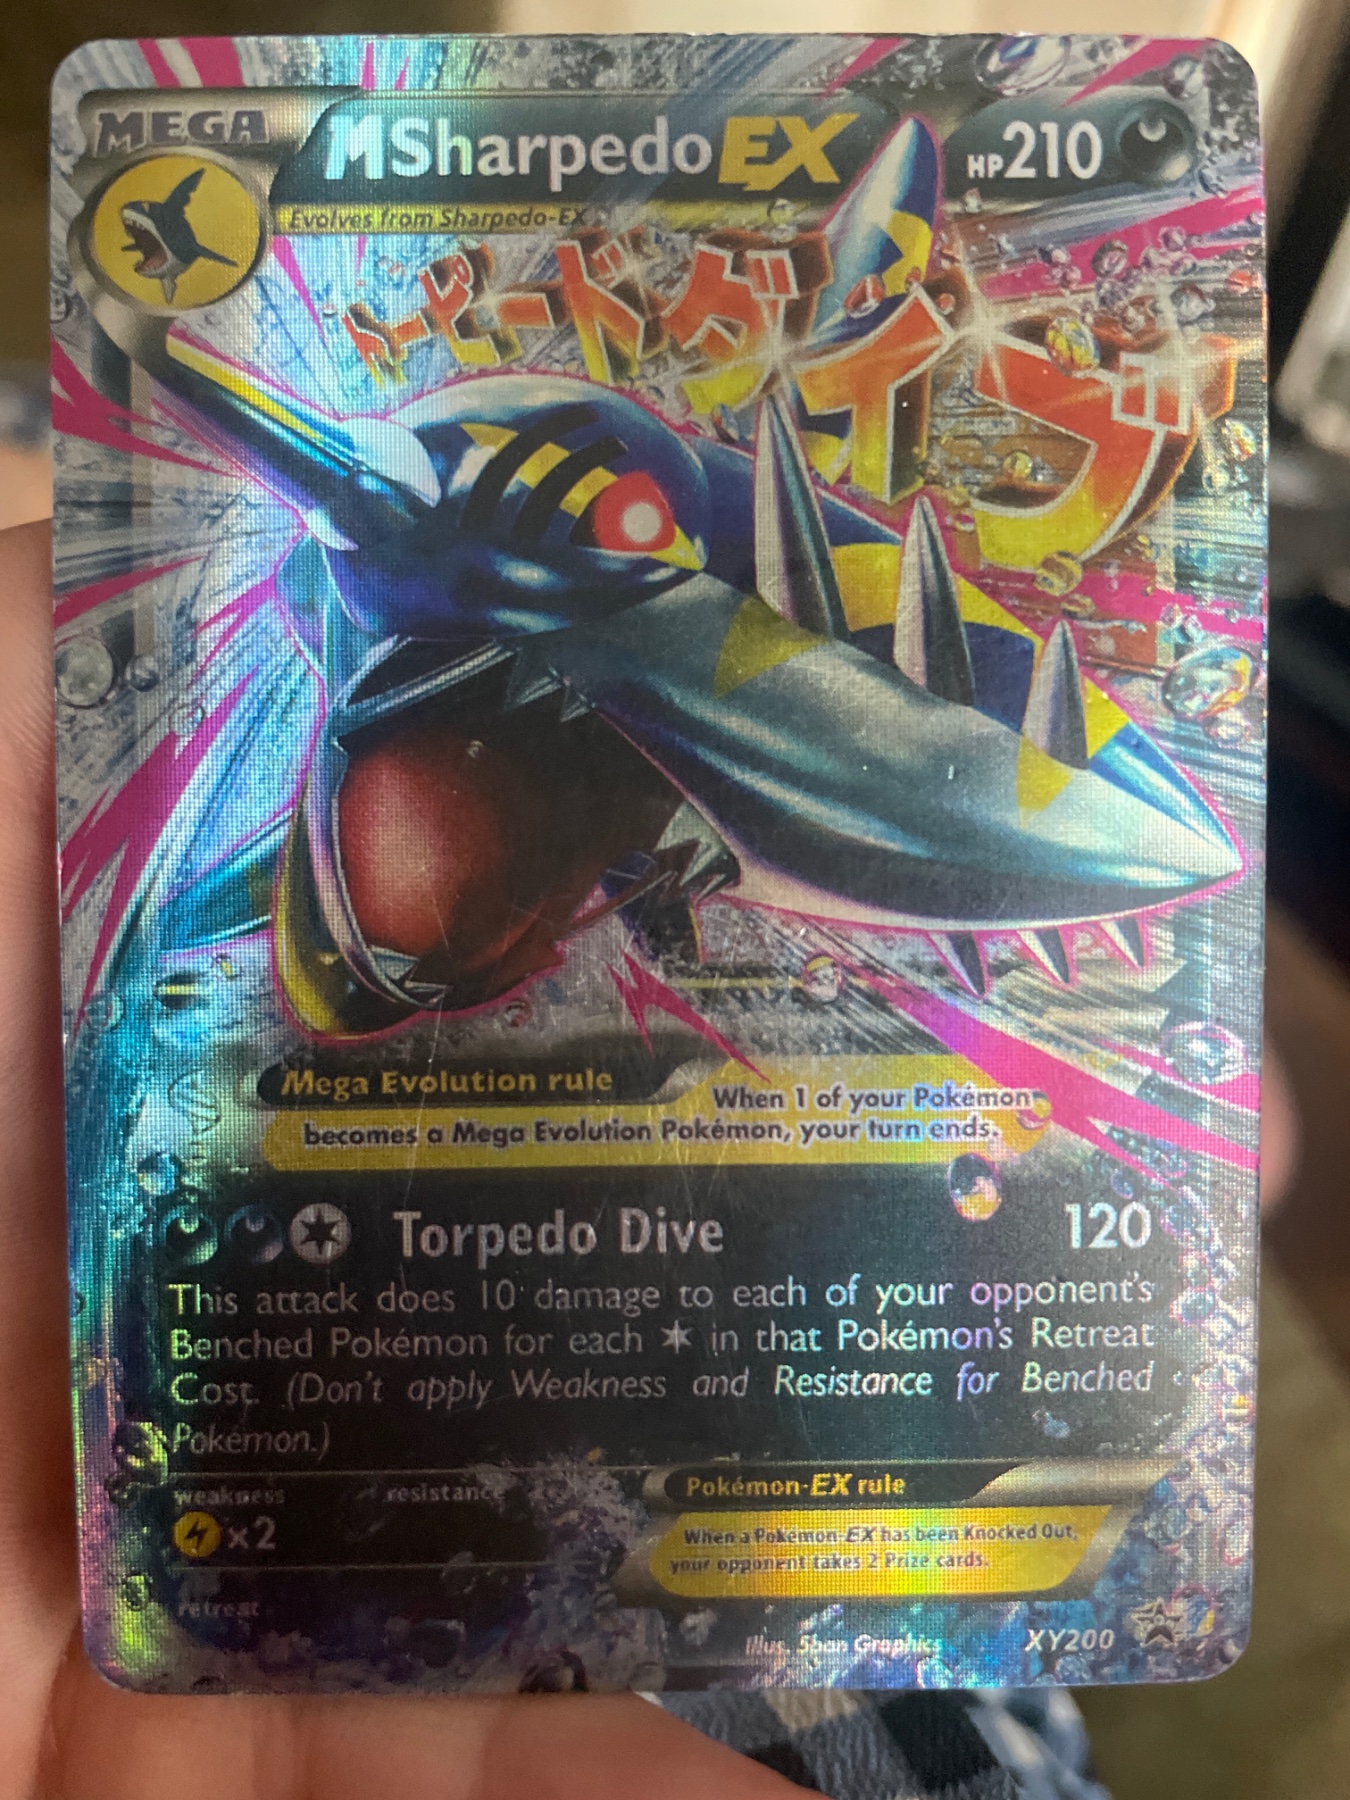 MEGA
MSharpedoEX
HP210
Evolves from Sharpedo-EX
トーピードダイブ
Mega Evolution rule
When 1 of your Pokémon
becomes a Mega Evolution Pokémon, your turn ends.
Torpedo Dive 120
This attack does 10 damage to each of your opponent's
Benched Pokémon for each ✶ in that Pokémon's Retreat
Cost. (Don't apply Weakness and Resistance for Benched
Pokémon.)
weakness resistance
×2
Pokémon-EX rule
When a Pokémon-EX has been Knocked Out,
your opponent takes 2 Prize cards.
retreat
Illus. 5ban Graphics
XY200